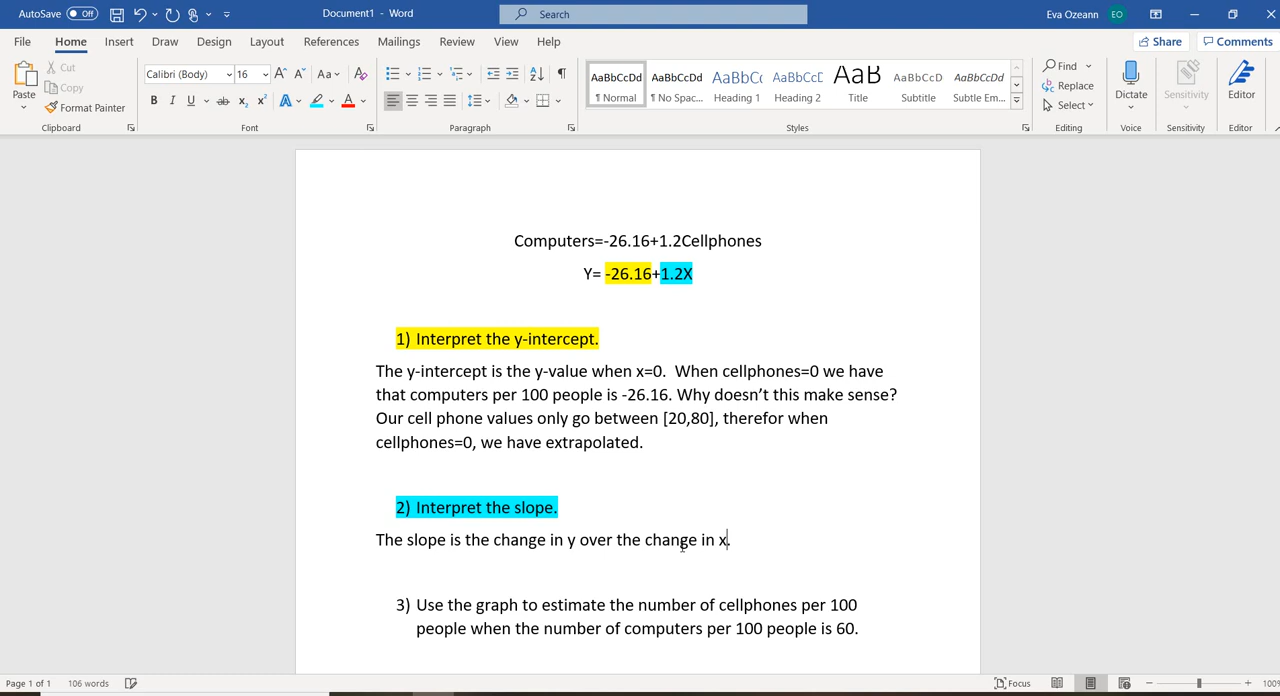 AutoSave Off Document1 - Word Search Eva Ozeann EO
File Home Insert Draw Design Layout References Mailings Review View Help Share Comments
Paste Cut Copy Format Painter Clipboard
Calibri (Body) 16 Aa Font
Paragraph
AaBbCcDd ¶ Normal AaBbCcDd ¶ No Spac... AaBbCc Heading 1 AaBbCcD Heading 2 AaB Title AaBbCcD Subtitle AaBbCcDd Subtle Em... Styles
Find Replace Select Editing
Dictate Voice
Sensitivity Sensitivity
Editor Editor
Computers=-26.16+1.2Cellphones
Y= -26.16+1.2X
1) Interpret the y-intercept.
The y-intercept is the y-value when x=0. When cellphones=0 we have
that computers per 100 people is -26.16. Why doesn’t this make sense?
Our cell phone values only go between [20,80], therefor when
cellphones=0, we have extrapolated.
2) Interpret the slope.
The slope is the change in y over the change in x.
3) Use the graph to estimate the number of cellphones per 100
people when the number of computers per 100 people is 60.
Page 1 of 1 106 words Focus 100%